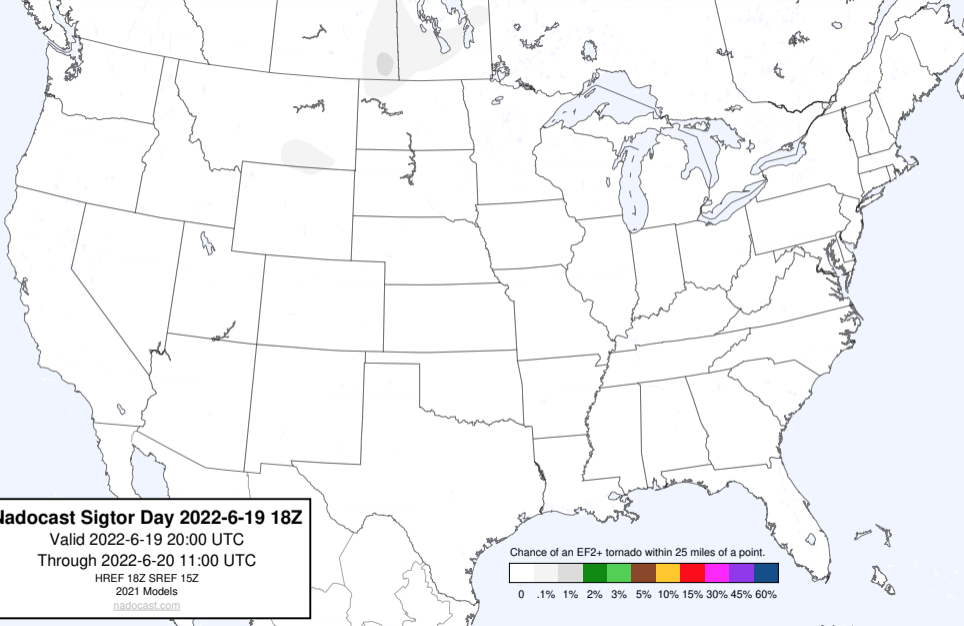 Nadocast Sigtor Day 2022-6-19 18Z
Valid 2022-6-19 20:00 UTC
Through 2022-6-20 11:00 UTC
HREF 18Z SREF 15Z
2021 Models
nadocast.com
Chance of an EF2+ tornado within 25 miles of a point.
0 .1% 1% 2% 3% 5% 10% 15% 30% 45% 60%